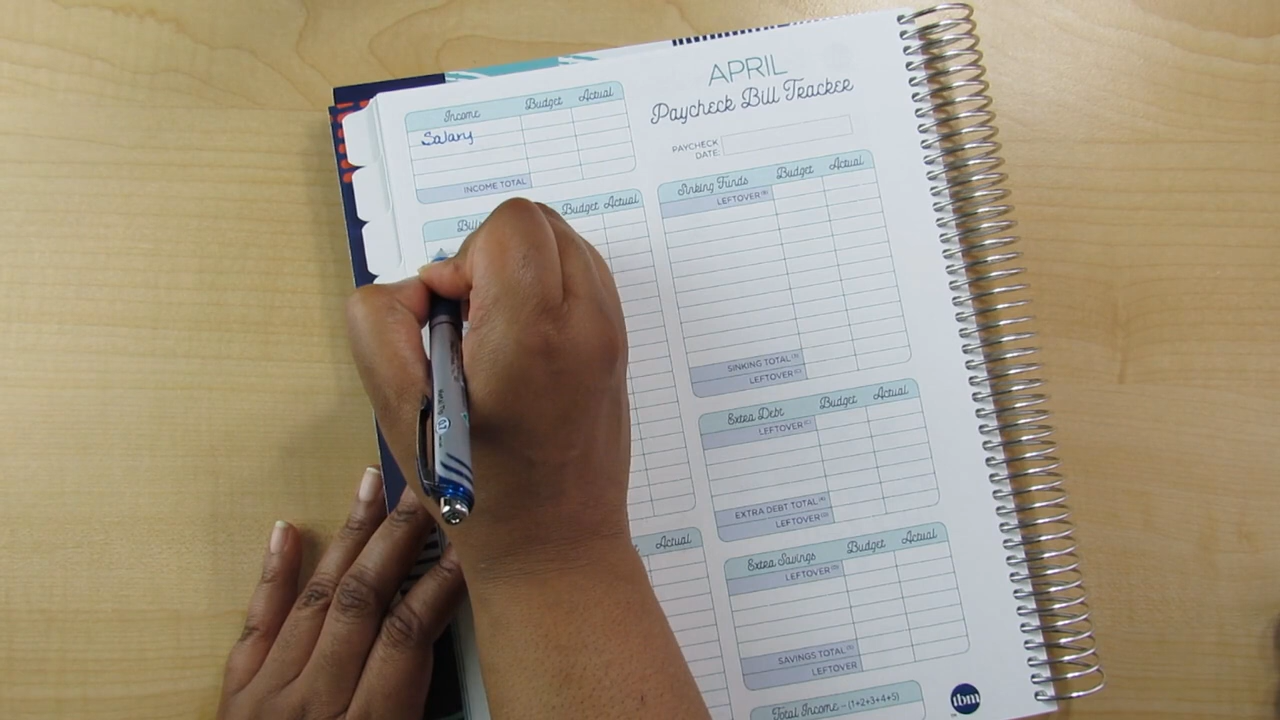 APRIL
Paycheck Bill Tracker
PAYCHECK
DATE:
Income Budget Actual
Salary
INCOME TOTAL
Budget Actual
Actual
Sinking Funds Budget Actual
LEFTOVER
SINKING TOTAL
LEFTOVER
Extra Debt Budget Actual
LEFTOVER
EXTRA DEBT TOTAL
LEFTOVER
Extra Savings Budget Actual
LEFTOVER
SAVINGS TOTAL
LEFTOVER
Total Income - (1+2+3+4+5)
tbm